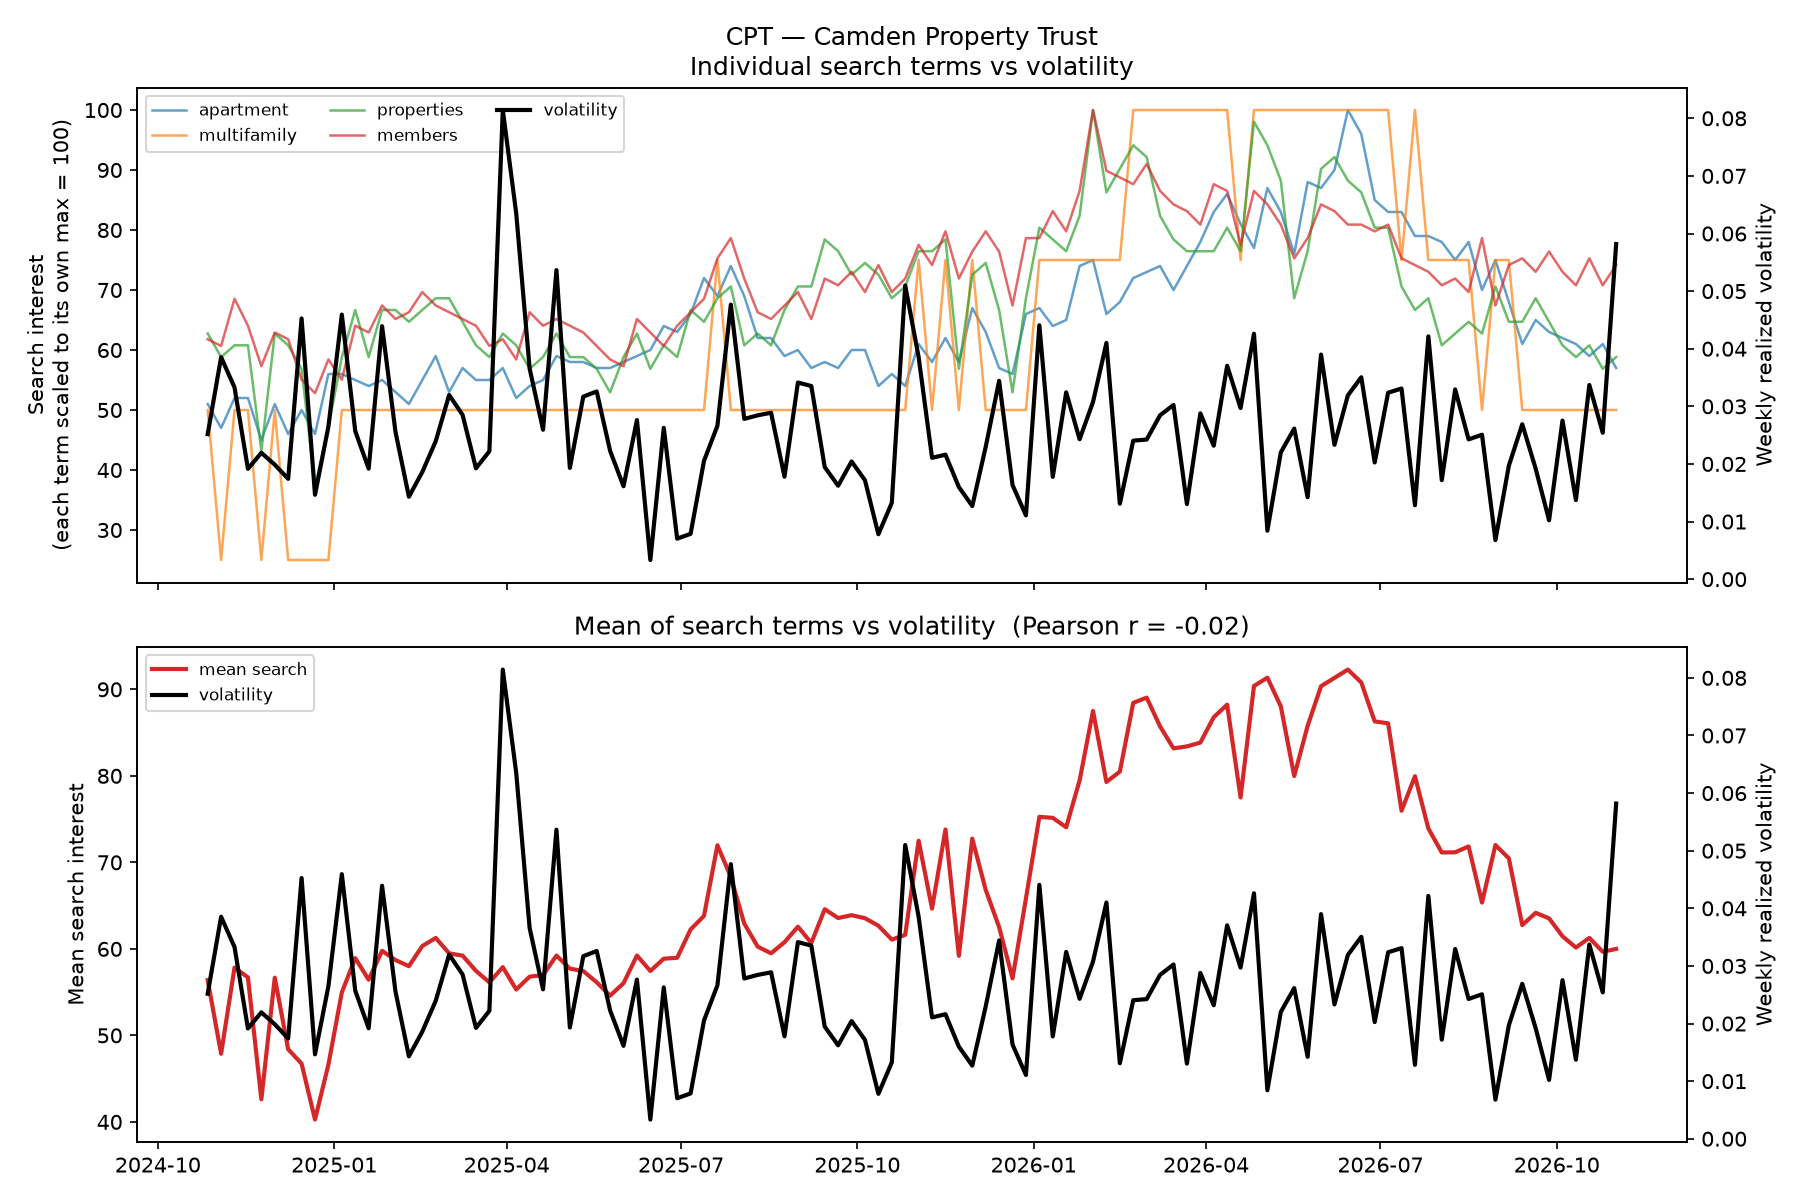 CPT — Camden Property Trust
Individual search terms vs volatility
apartment
multifamily
properties
members
volatility
Search interest
(each term scaled to its own max = 100)
100
90
80
70
60
50
40
30
0.08
0.07
0.06
0.05
0.04
0.03
0.02
0.01
0.00
Weekly realized volatility
Mean of search terms vs volatility (Pearson r = -0.02)
mean search
volatility
Mean search interest
90
80
70
60
50
40
0.08
0.07
0.06
0.05
0.04
0.03
0.02
0.01
0.00
Weekly realized volatility
2024-10
2025-01
2025-04
2025-07
2025-10
2026-01
2026-04
2026-07
2026-10